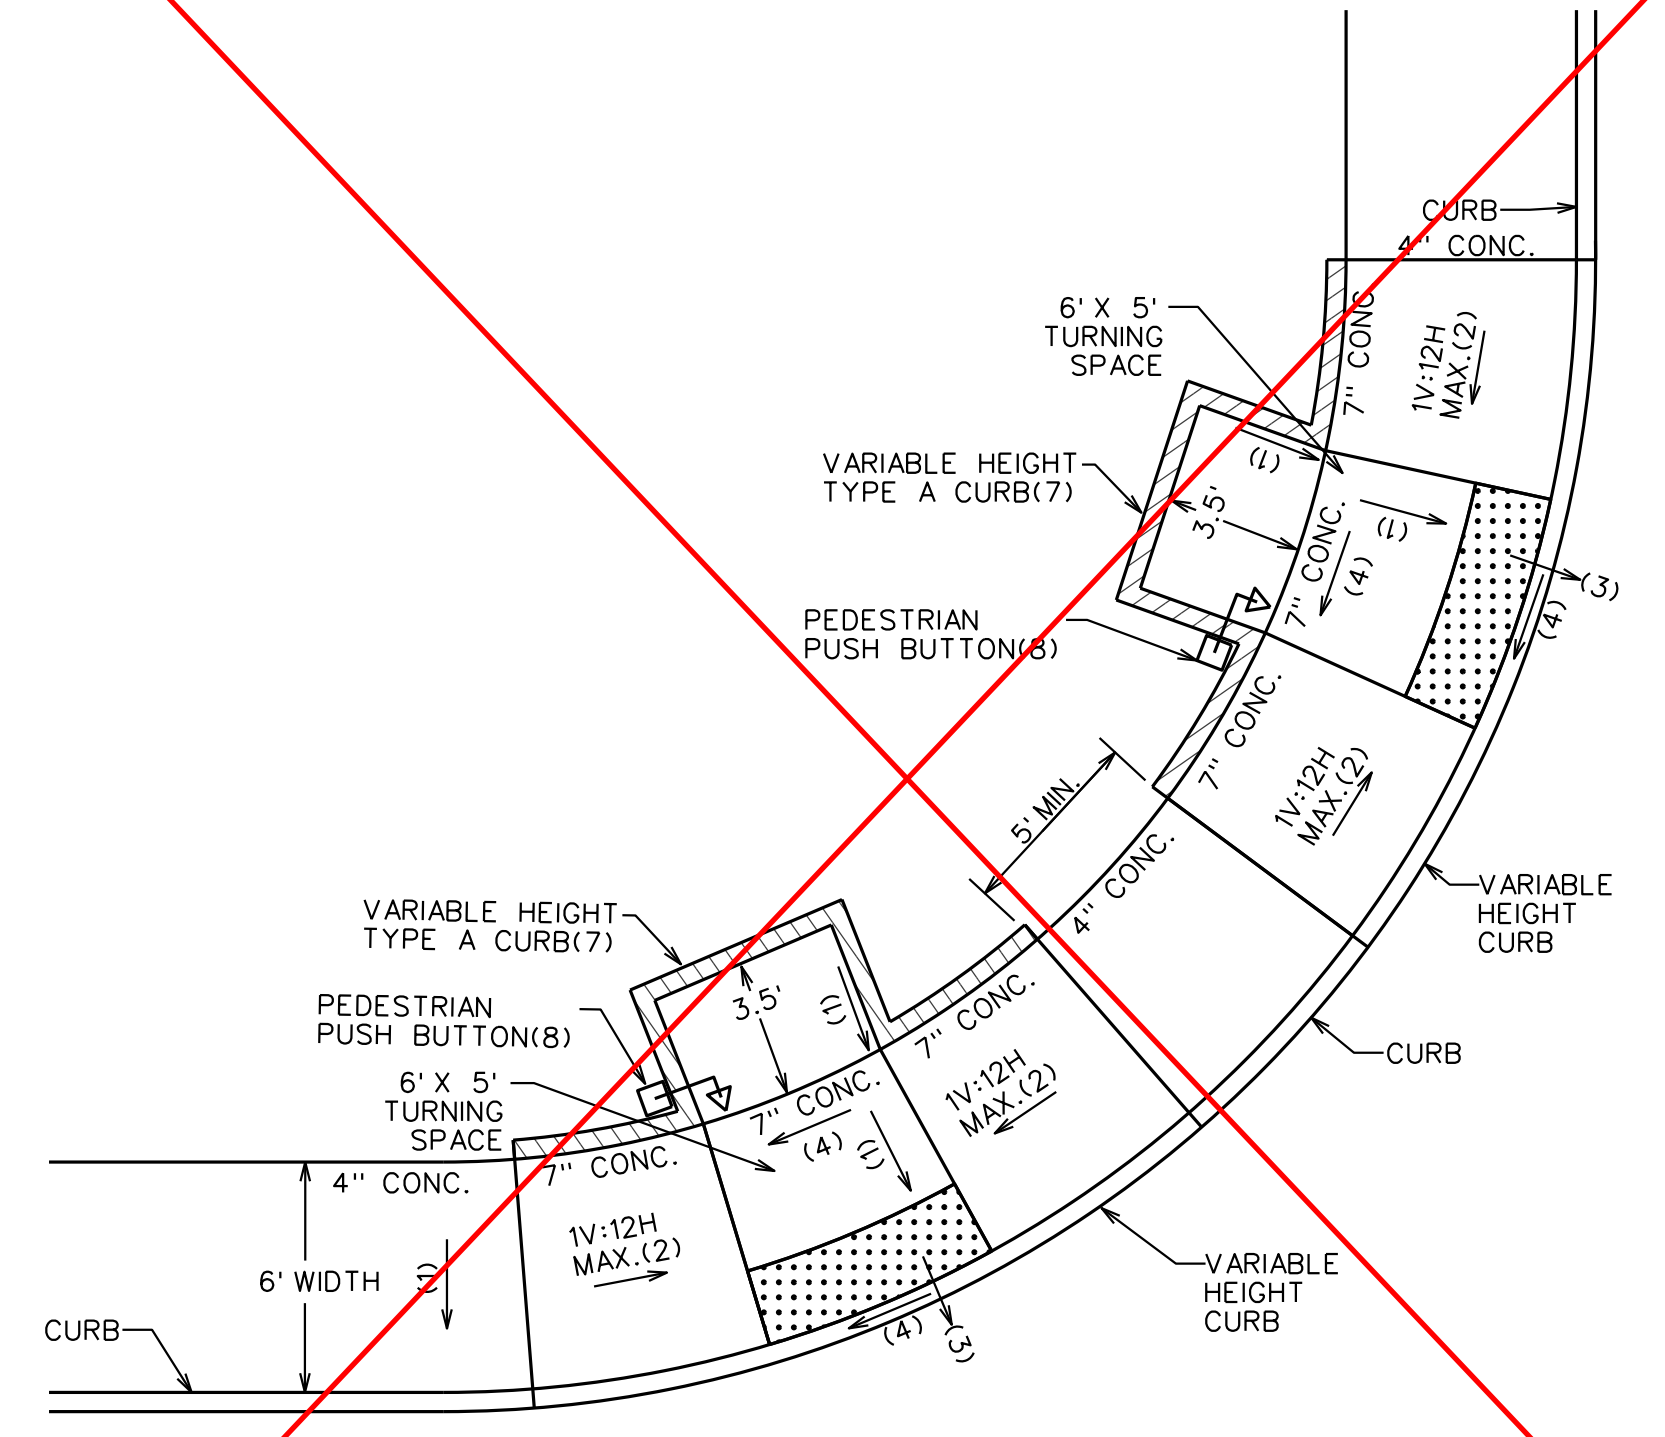 CURB
4" CONC.
6' X 5'
TURNING
SPACE
7" CONC
1V:12H
MAX.(2)
VARIABLE HEIGHT
TYPE A CURB(7)
(1)
3.5'
7" CONC.
(1)
(4)
(3)
(4)
PEDESTRIAN
PUSH BUTTON(8)
7" CONC.
1V:12H
MAX.(2)
5' MIN.
4" CONC.
VARIABLE
HEIGHT
CURB
VARIABLE HEIGHT
TYPE A CURB(7)
3.5'
(1)
7" CONC.
PEDESTRIAN
PUSH BUTTON(8)
CURB
6' X 5'
TURNING
SPACE
7" CONC.
(4)
(1)
1V:12H
MAX.(2)
4" CONC.
7" CONC.
1V:12H
MAX.(2)
6' WIDTH
(1)
CURB
(4)
(3)
VARIABLE
HEIGHT
CURB